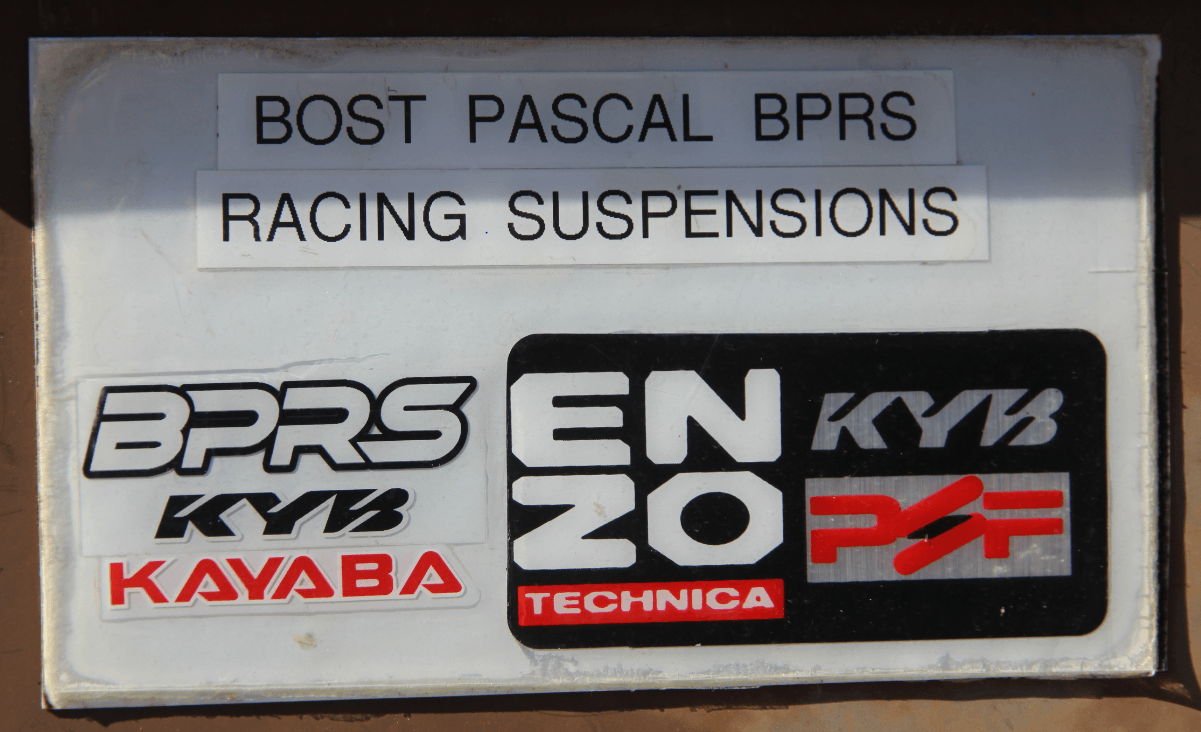 BOST PASCAL BPRS
RACING SUSPENSIONS
BPRS
KYB
KAYABA
EN
ZO
TECHNICA
KYB
PSF